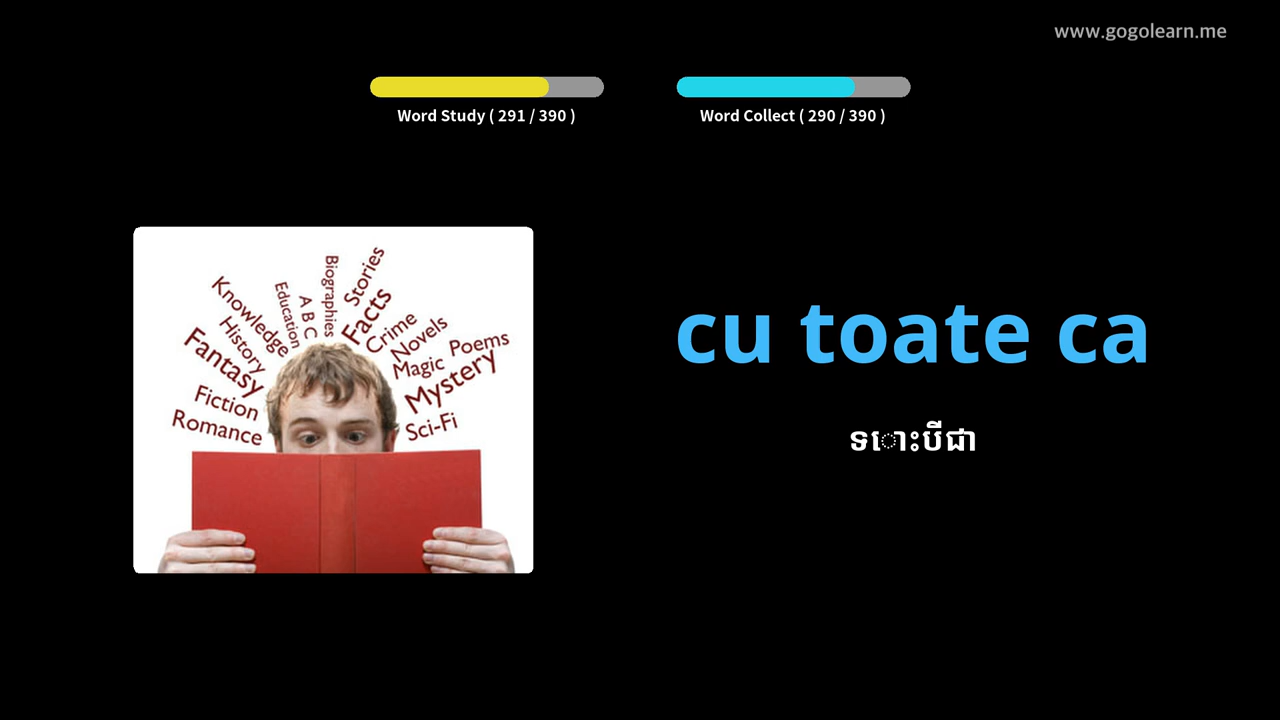 www.gogolearn.me
Word Study ( 291 / 390 )
Word Collect ( 290 / 390 )
Knowledge
Education
A B C
Biographies
Stories
Facts
History
Crime
Novels
Poems
Fantasy
Magic
Mystery
Fiction
Romance
Sci-Fi
cu toate ca
ទោះបីជា